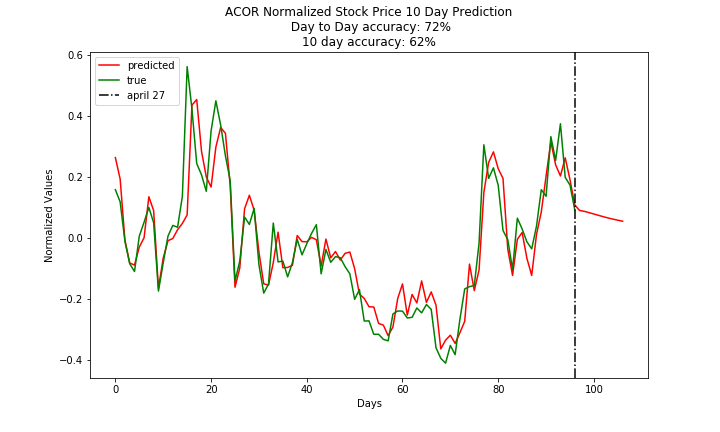 ACOR Normalized Stock Price 10 Day Prediction
Day to Day accuracy: 72%
10 day accuracy: 62%
predicted
true
april 27
Normalized Values
0.6
0.4
0.2
0.0
−0.2
−0.4
0
20
40
60
80
100
Days